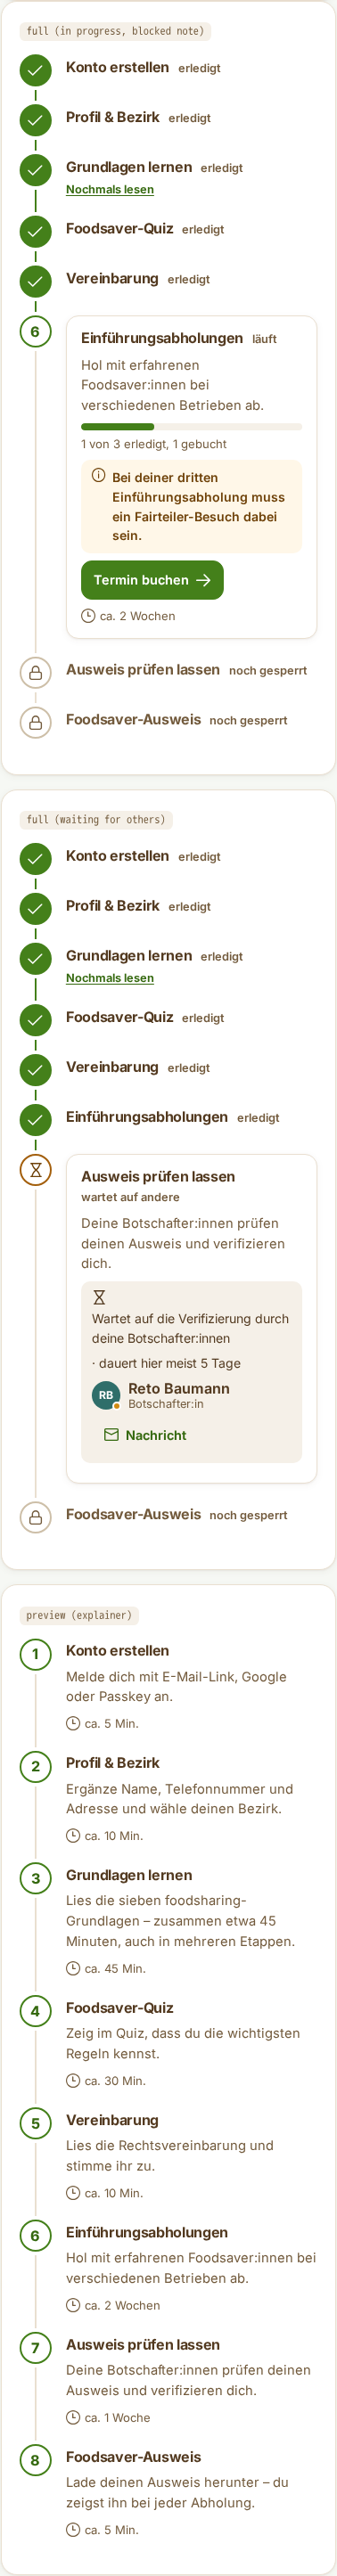 full (in progress, blocked note)
Konto erstellen erledigt
Profil & Bezirk erledigt
Grundlagen lernen erledigt
Nochmals lesen
Foodsaver-Quiz erledigt
Vereinbarung erledigt
6
Einführungsabholungen läuft
Hol mit erfahrenen
Foodsaver:innen bei
verschiedenen Betrieben ab.
1 von 3 erledigt, 1 gebucht
Bei deiner dritten
Einführungsabholung muss
ein Fairteiler-Besuch dabei
sein.
Termin buchen →
ca. 2 Wochen
Ausweis prüfen lassen noch gesperrt
Foodsaver-Ausweis noch gesperrt
full (waiting for others)
Konto erstellen erledigt
Profil & Bezirk erledigt
Grundlagen lernen erledigt
Nochmals lesen
Foodsaver-Quiz erledigt
Vereinbarung erledigt
Einführungsabholungen erledigt
Ausweis prüfen lassen
wartet auf andere
Deine Botschafter:innen prüfen
deinen Ausweis und verifizieren
dich.
Wartet auf die Verifizierung durch
deine Botschafter:innen
· dauert hier meist 5 Tage
RB Reto Baumann
Botschafter:in
Nachricht
Foodsaver-Ausweis noch gesperrt
preview (explainer)
1 Konto erstellen
Melde dich mit E-Mail-Link, Google
oder Passkey an.
ca. 5 Min.
2 Profil & Bezirk
Ergänze Name, Telefonnummer und
Adresse und wähle deinen Bezirk.
ca. 10 Min.
3 Grundlagen lernen
Lies die sieben foodsharing-
Grundlagen – zusammen etwa 45
Minuten, auch in mehreren Etappen.
ca. 45 Min.
4 Foodsaver-Quiz
Zeig im Quiz, dass du die wichtigsten
Regeln kennst.
ca. 30 Min.
5 Vereinbarung
Lies die Rechtsvereinbarung und
stimme ihr zu.
ca. 10 Min.
6 Einführungsabholungen
Hol mit erfahrenen Foodsaver:innen bei
verschiedenen Betrieben ab.
ca. 2 Wochen
7 Ausweis prüfen lassen
Deine Botschafter:innen prüfen deinen
Ausweis und verifizieren dich.
ca. 1 Woche
8 Foodsaver-Ausweis
Lade deinen Ausweis herunter – du
zeigst ihn bei jeder Abholung.
ca. 5 Min.